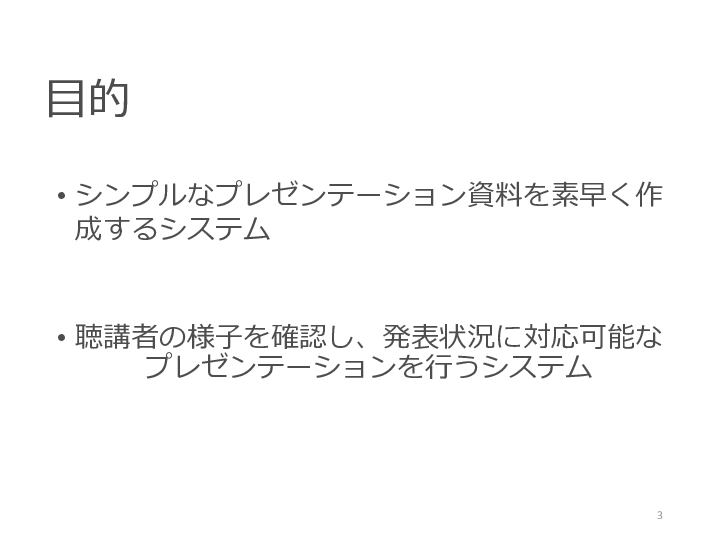 目的
• シンプルなプレゼンテーション資料を素早く作
成するシステム
• 聴講者の様子を確認し、発表状況に対応可能な
プレゼンテーションを行うシステム
3